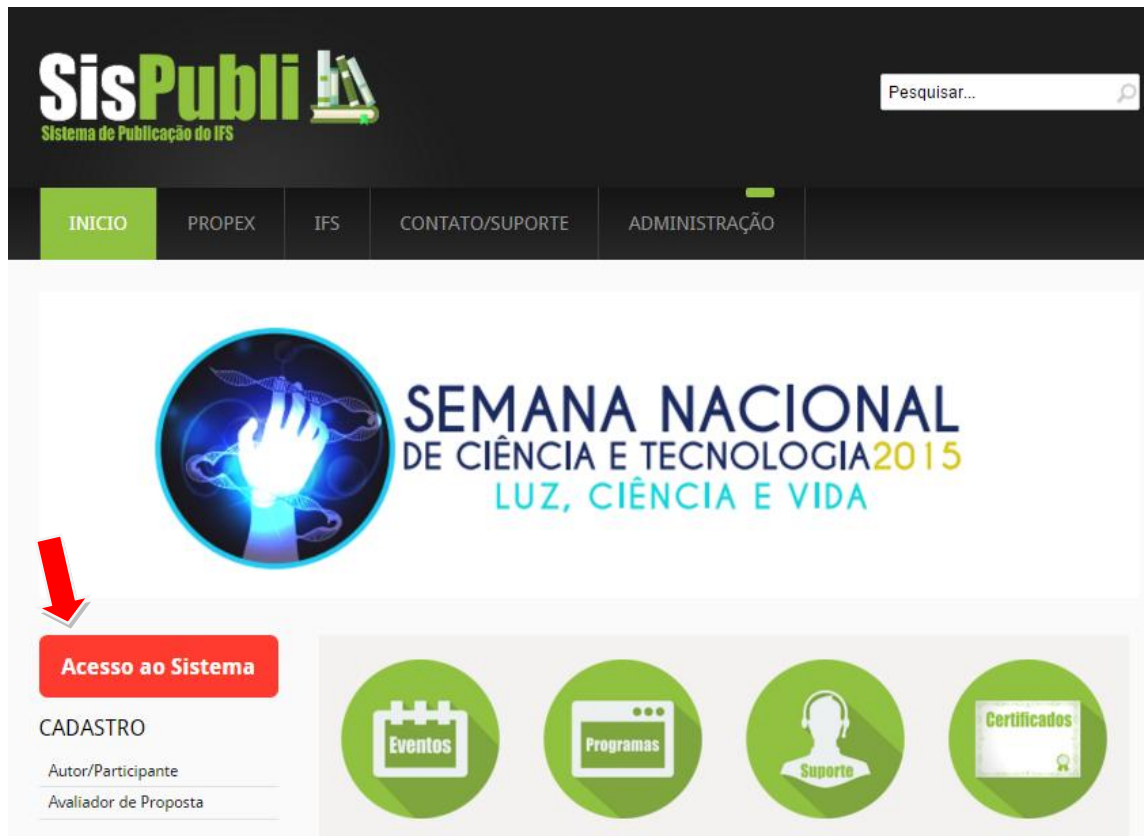 SisPubli
Sistema de Publicação do IFS
Pesquisar...
INICIO
PROPEX
IFS
CONTATO/SUPORTE
ADMINISTRAÇÃO
SEMANA NACIONAL
DE CIÊNCIA E TECNOLOGIA2015
LUZ, CIÊNCIA E VIDA
Acesso ao Sistema
CADASTRO
Autor/Participante
Avaliador de Proposta
Eventos
Programas
Suporte
Certificados